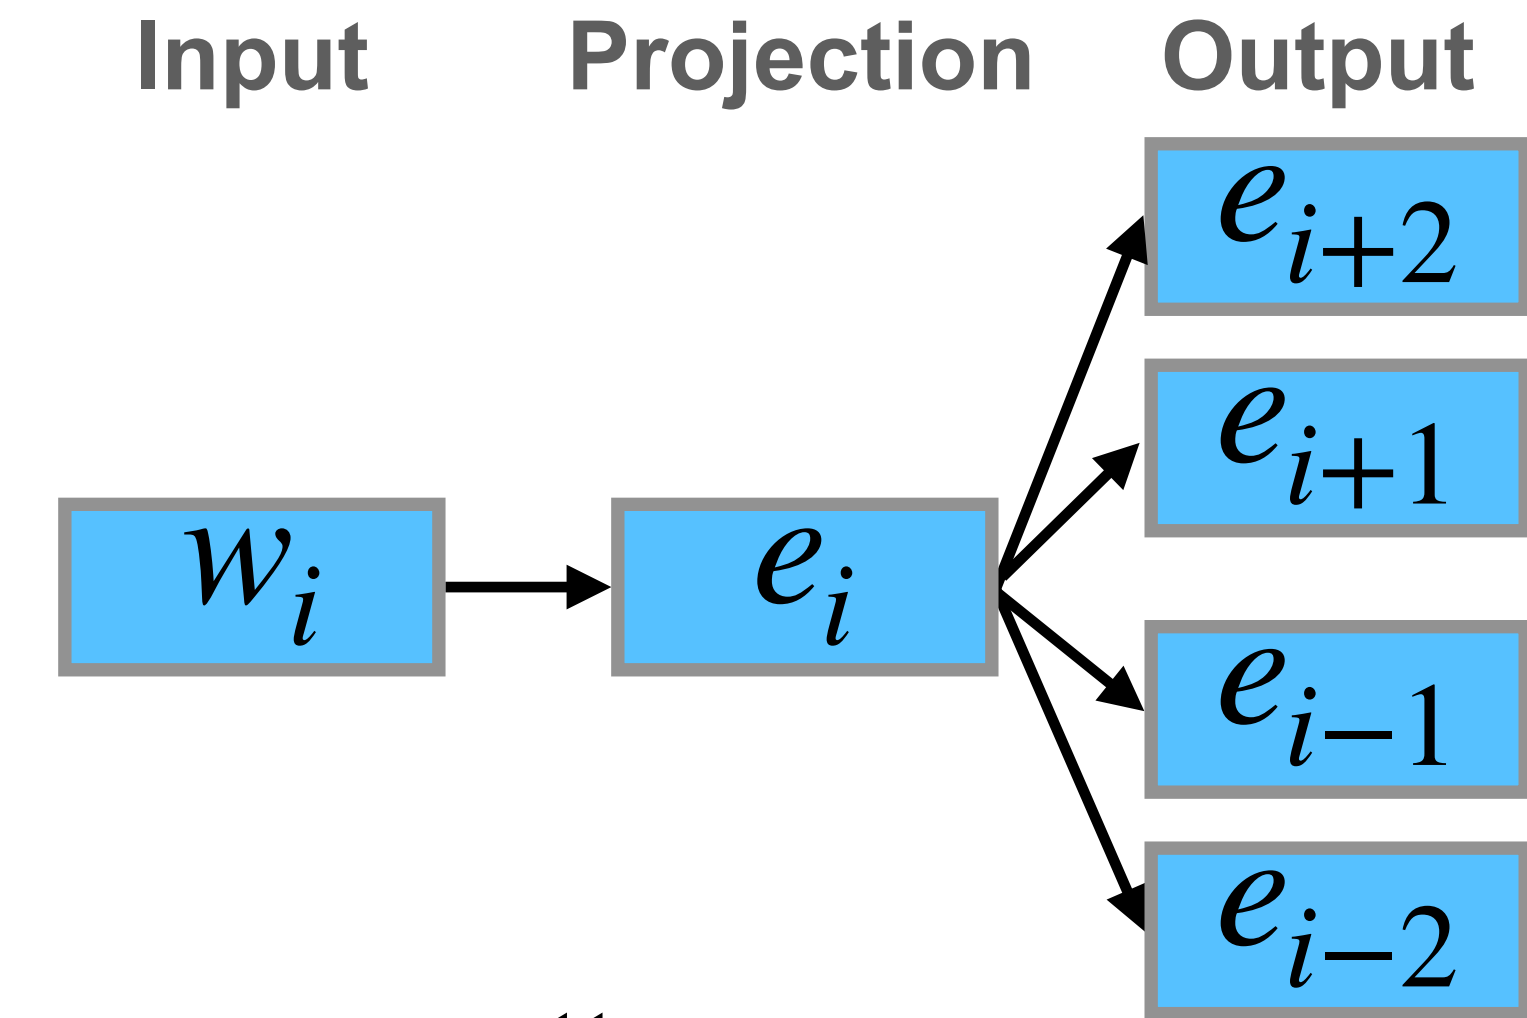 Input Projection Output
e_{i+2}
e_{i+1}
w_i e_i
e_{i−1}
e_{i−2}